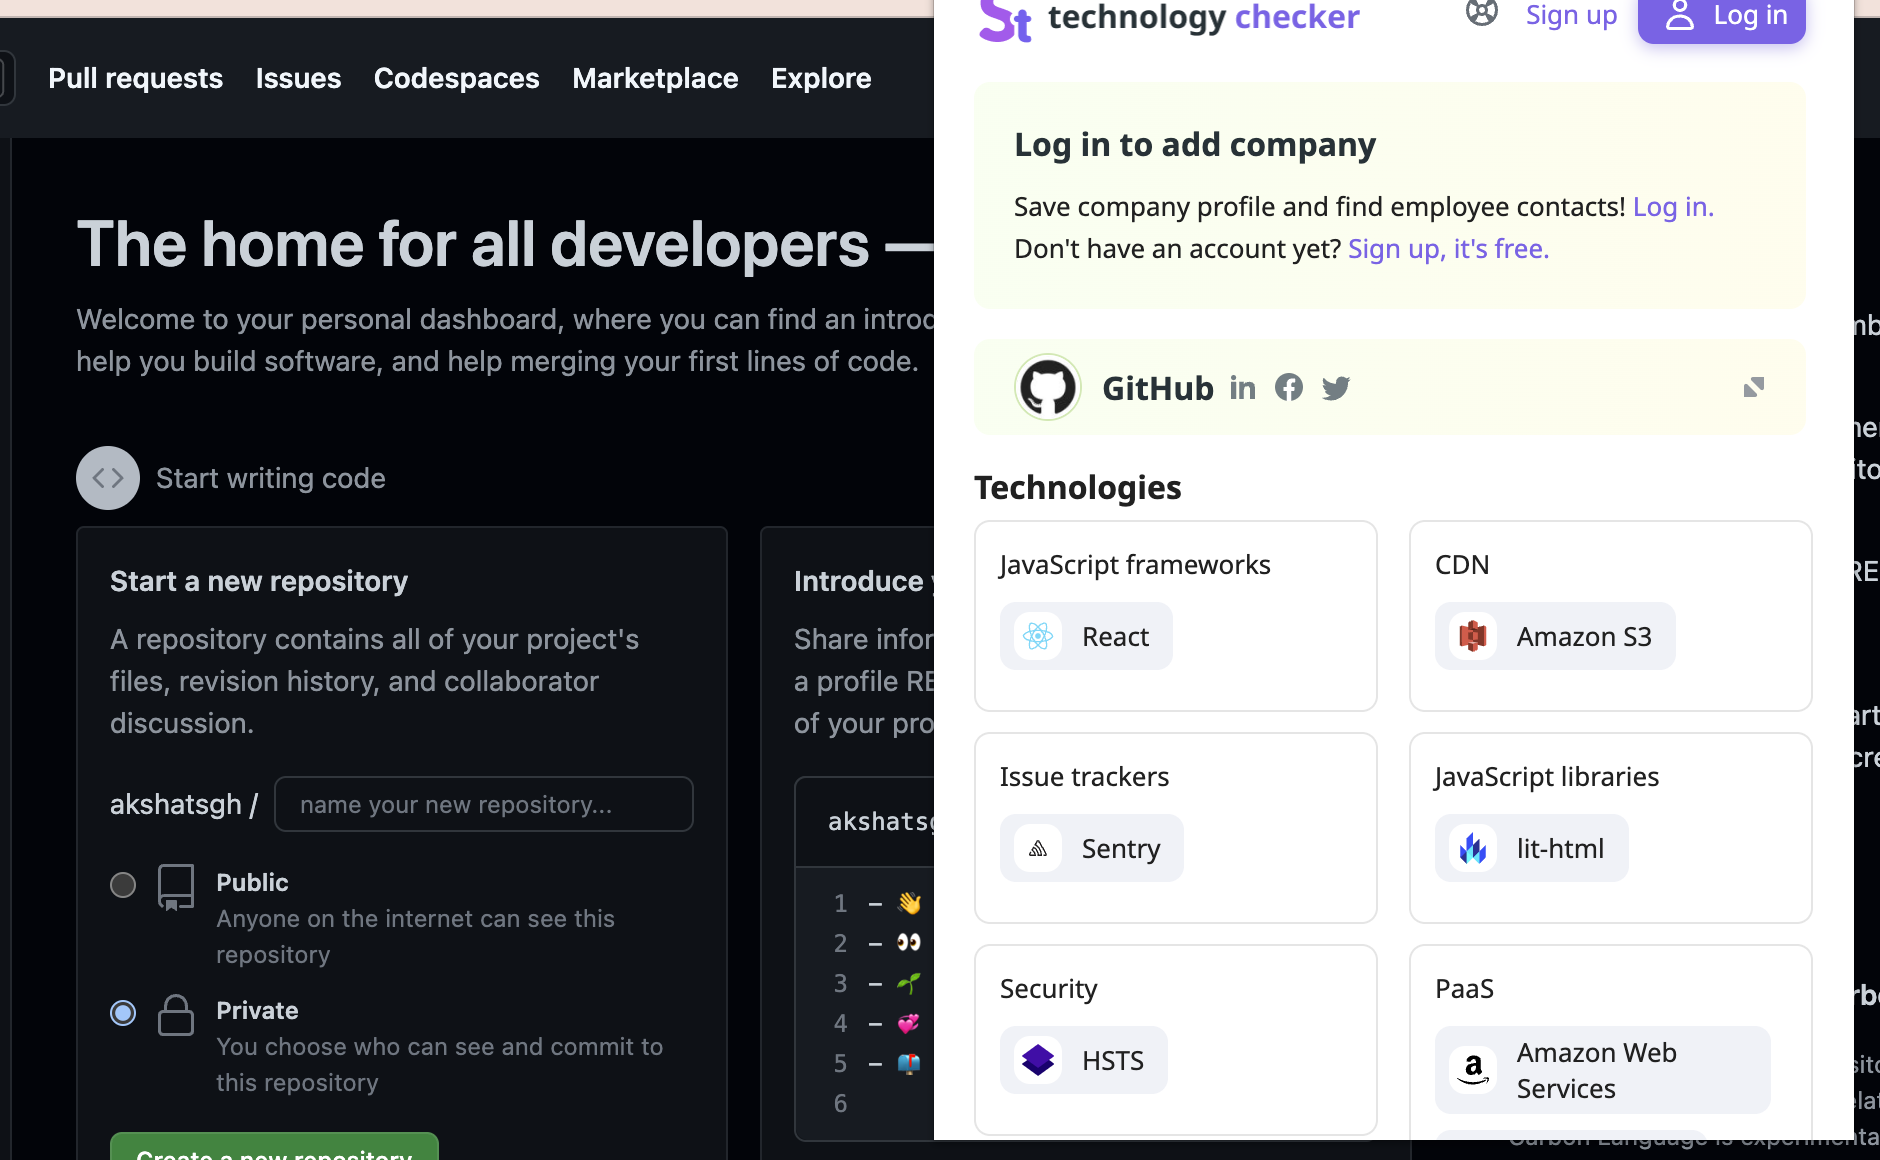 Pull requests Issues Codespaces Marketplace Explore
The home for all developers —
Welcome to your personal dashboard, where you can find an
help you build software, and help merging your first lines of code.
Start writing code
Start a new repository
A repository contains all of your project's
files, revision history, and collaborator
discussion.
akshatsgh /
name your new repository...
Public
Anyone on the internet can see this
repository
Private
You choose who can see and commit to
this repository
Create a new repository
Introduce
Share
a profile
of your
1 – 👋
2 – 👀
3 – 🌱
4 – 💞
5 – 📫
6
St technology checker
Sign up
Log in
Log in to add company
Save company profile and find employee contacts! Log in.
Don't have an account yet? Sign up, it's free.
GitHub in
Technologies
JavaScript frameworks
React
CDN
Amazon S3
Issue trackers
Sentry
JavaScript libraries
lit-html
Security
HSTS
PaaS
Amazon Web
Services